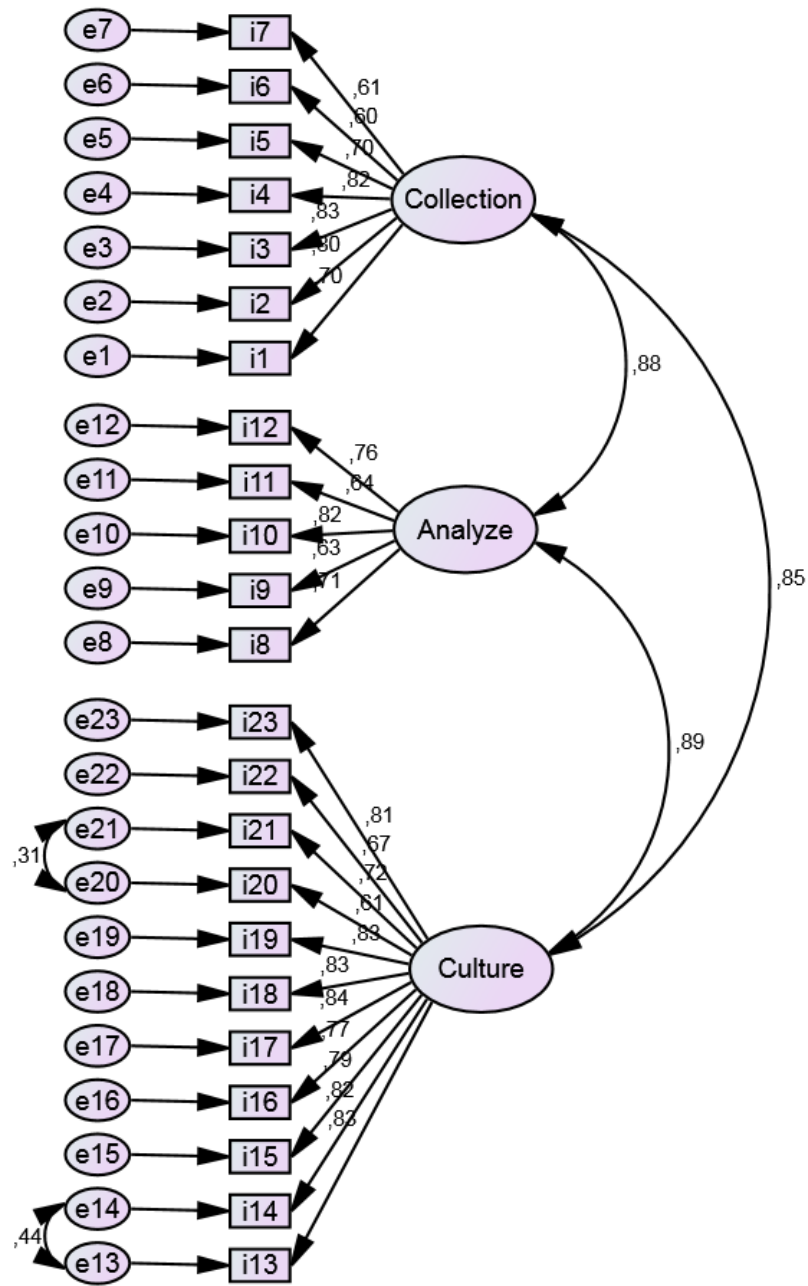 e7 i7
,61
e6 i6
,60
e5 i5
,70
e4 i4
,82
Collection
,83
e3 i3
,80
,70
e2 i2
e1 i1
,88
e12 i12
,76
e11 i11
,64
,82
e10 i10
Analyze
,63
,71
e9 i9
,85
e8 i8
e23 i23
,89
e22 i22
,81
e21 i21
,67
,31
,72
e20 i20
,61
e19 i19
,83
,83
Culture
e18 i18
,84
,77
e17 i17
,79
,82
e16 i16
,83
e15 i15
e14 i14
,44
e13 i13